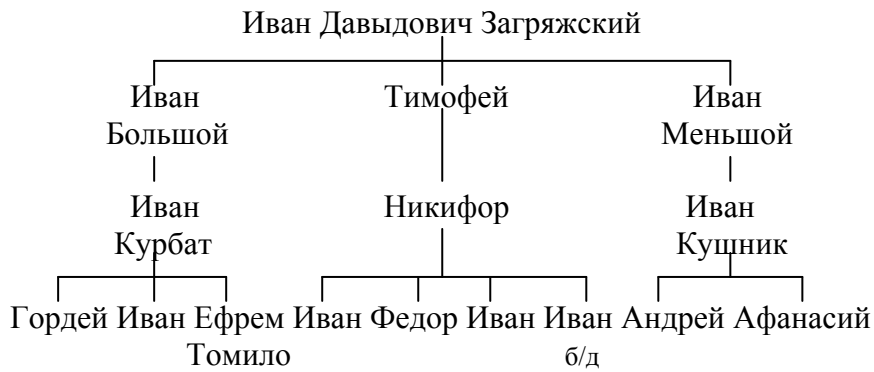 Иван Давыдович Загряжский
Иван Тимофей Иван
Большой Меньшой
Иван Никифор Иван
Курбат Кушник
Гордей Иван Ефрем Иван Федор Иван Иван Андрей Афанасий
Томило б/д